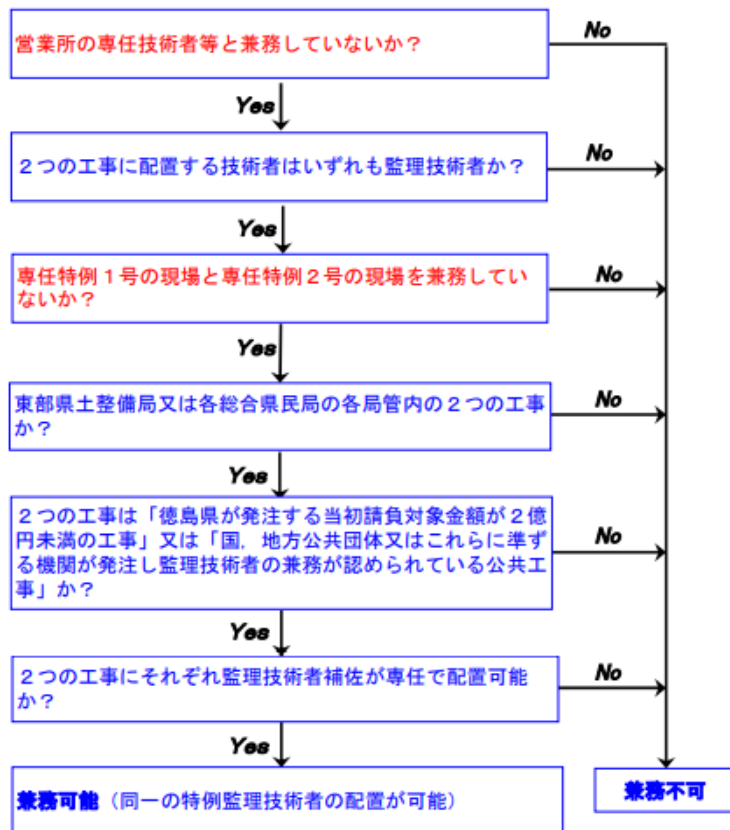 営業所の専任技術者等と兼務していないか？
No
Yes
２つの工事に配置する技術者はいずれも監理技術者か？
No
Yes
専任特例１号の現場と専任特例２号の現場を兼務してい
ないか？
No
Yes
東部県土整備局又は各総合県民局の各局管内の２つの工事
か？
No
Yes
２つの工事は「徳島県が発注する当初請負対象金額が２億
円未満の工事」又は「国，地方公共団体又はこれらに準ず
る機関が発注し監理技術者の兼務が認められている公共工
事」か？
No
Yes
２つの工事にそれぞれ監理技術者補佐が専任で配置可能
か？
No
Yes
兼務可能（同一の特例監理技術者の配置が可能）
兼務不可